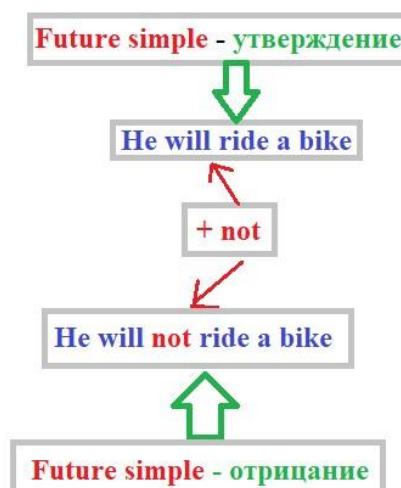 Future simple - утверждение
He will ride a bike
+ not
He will not ride a bike
Future simple - отрицание